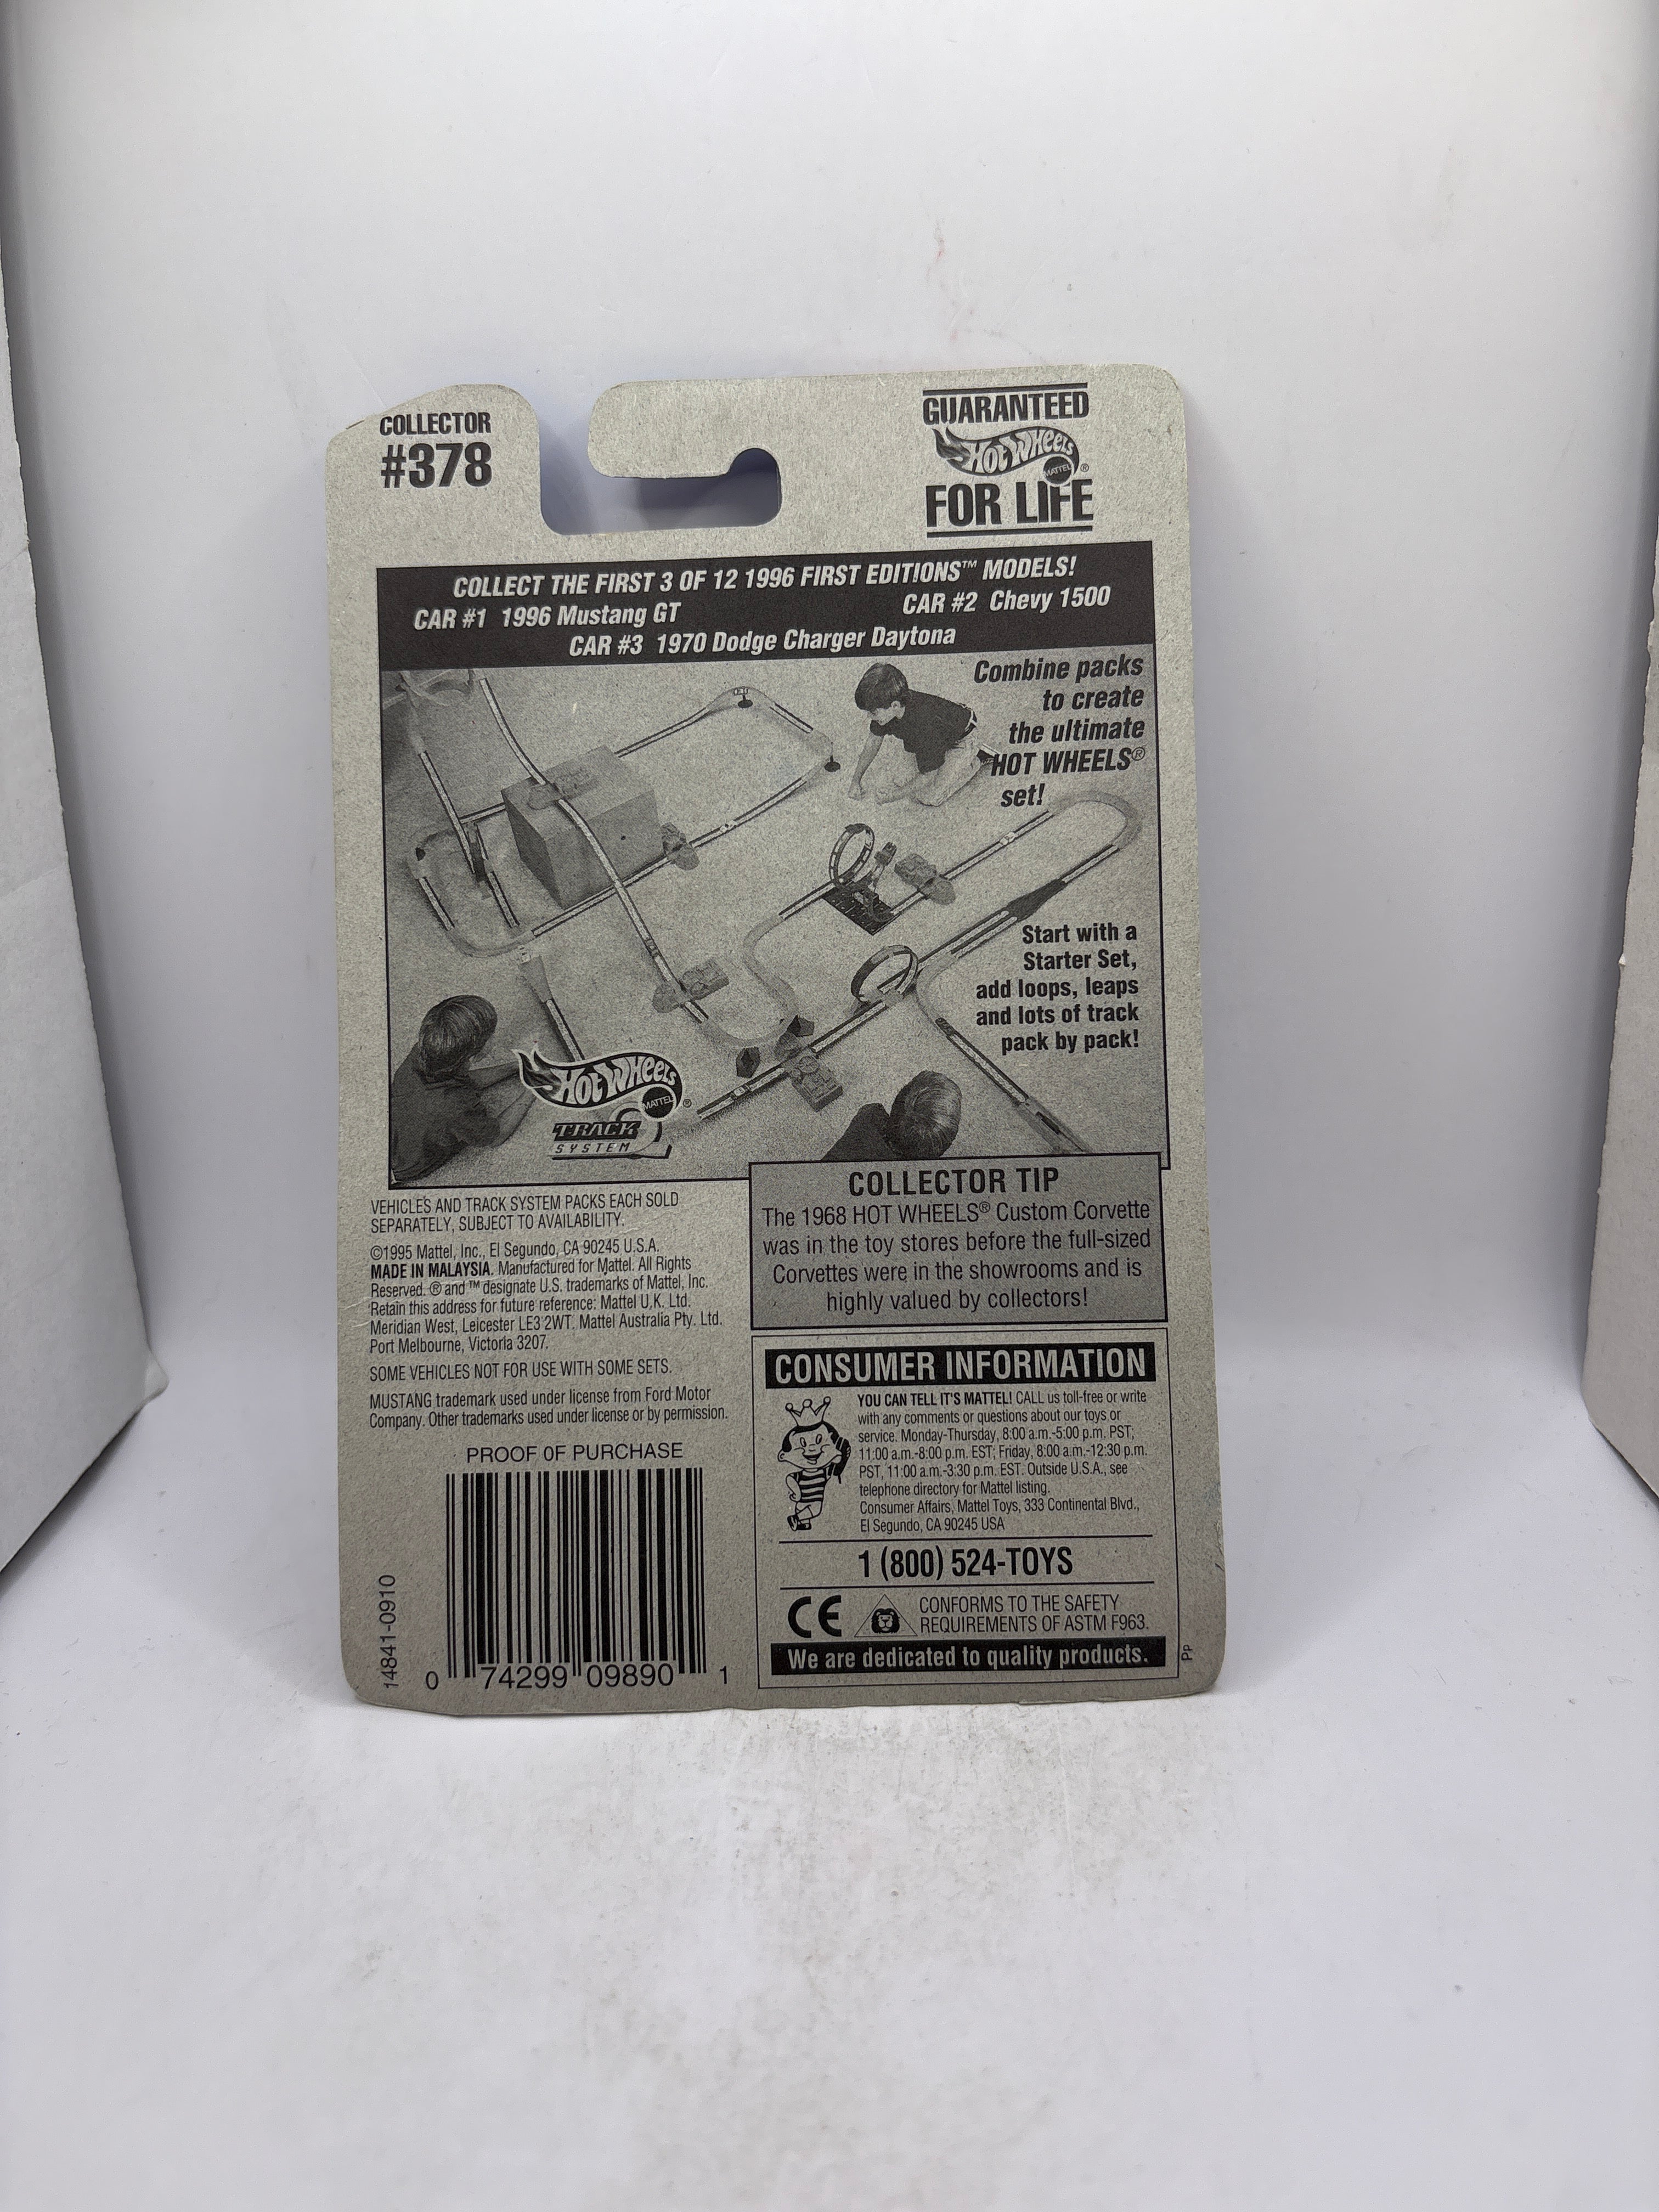 COLLECTOR
#378
GUARANTEED
HOT WHEELS
MATTEL
®
FOR LIFE
COLLECT THE FIRST 3 OF 12 1996 FIRST EDITIONS™ MODELS!
CAR #1 1996 Mustang GT
CAR #2 Chevy 1500
CAR #3 1970 Dodge Charger Daytona
Combine packs
to create
the ultimate
HOT WHEELS®
set!
Start with a
Starter Set,
add loops, leaps
and lots of track
pack by pack!
HOT WHEELS
MATTEL
®
TRACK
SYSTEM
VEHICLES AND TRACK SYSTEM PACKS EACH SOLD
SEPARATELY, SUBJECT TO AVAILABILITY.
©1995 Mattel, Inc., El Segundo, CA 90245 U.S.A.
MADE IN MALAYSIA. Manufactured for Mattel. All Rights
Reserved. ® and ™ designate U.S. trademarks of Mattel, Inc.
Retain this address for future reference: Mattel U.K. Ltd.
Meridian West, Leicester LE3 2WT. Mattel Australia Pty. Ltd.
Port Melbourne, Victoria 3207.
SOME VEHICLES NOT FOR USE WITH SOME SETS.
MUSTANG trademark used under license from Ford Motor
Company. Other trademarks used under license or by permission.
PROOF OF PURCHASE
14841-0910
0 74299 09890 1
COLLECTOR TIP
The 1968 HOT WHEELS® Custom Corvette
was in the toy stores before the full-sized
Corvettes were in the showrooms and is
highly valued by collectors!
CONSUMER INFORMATION
YOU CAN TELL IT'S MATTEL! CALL us toll-free or write
with any comments or questions about our toys or
service. Monday-Thursday, 8:00 a.m.-5:00 p.m. PST;
11:00 a.m.-8:00 p.m. EST; Friday, 8:00 a.m.-12:30 p.m.
PST, 11:00 a.m.-3:30 p.m. EST. Outside U.S.A., see
telephone directory for Mattel listing.
Consumer Affairs, Mattel Toys, 333 Continental Blvd.,
El Segundo, CA 90245 USA
1 (800) 524-TOYS
CE
CONFORMS TO THE SAFETY
REQUIREMENTS OF ASTM F963.
We are dedicated to quality products.
Pp